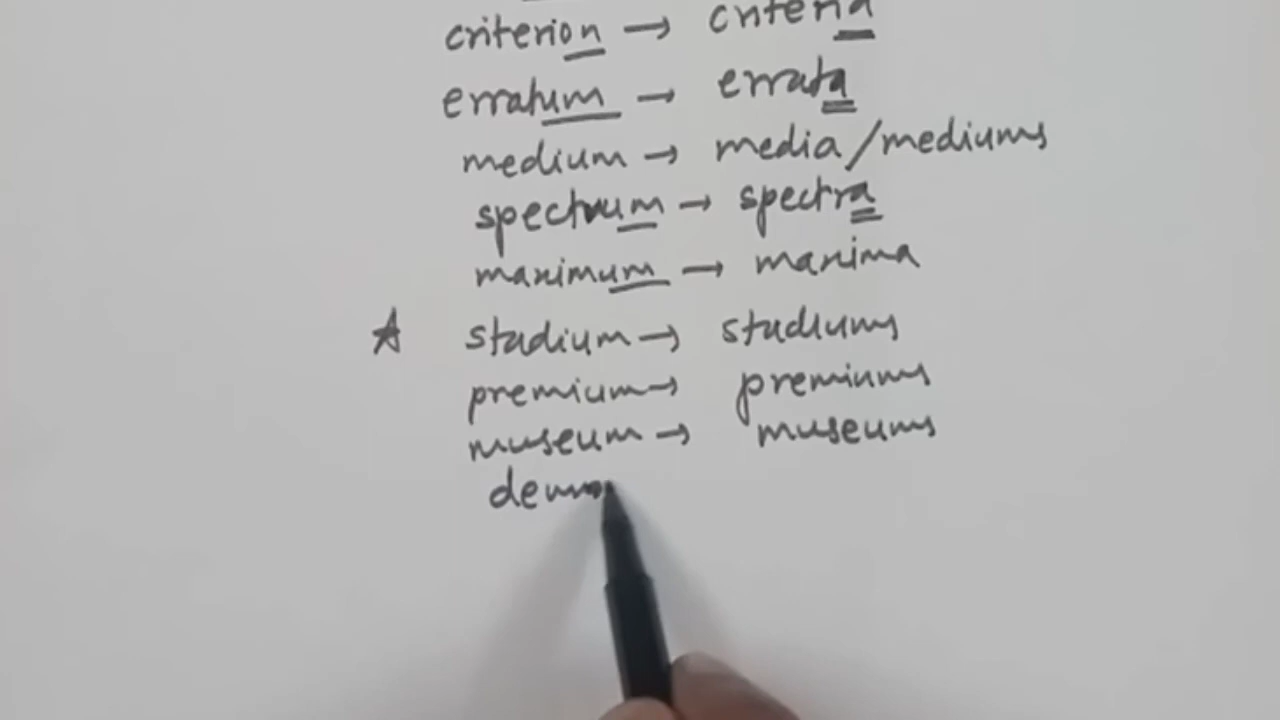 criterion → criteria
erratum → errata
medium → media/mediums
spectrum → spectra
maximum → maxima
☆ stadium → stadiums
premium → premiums
museum → museums